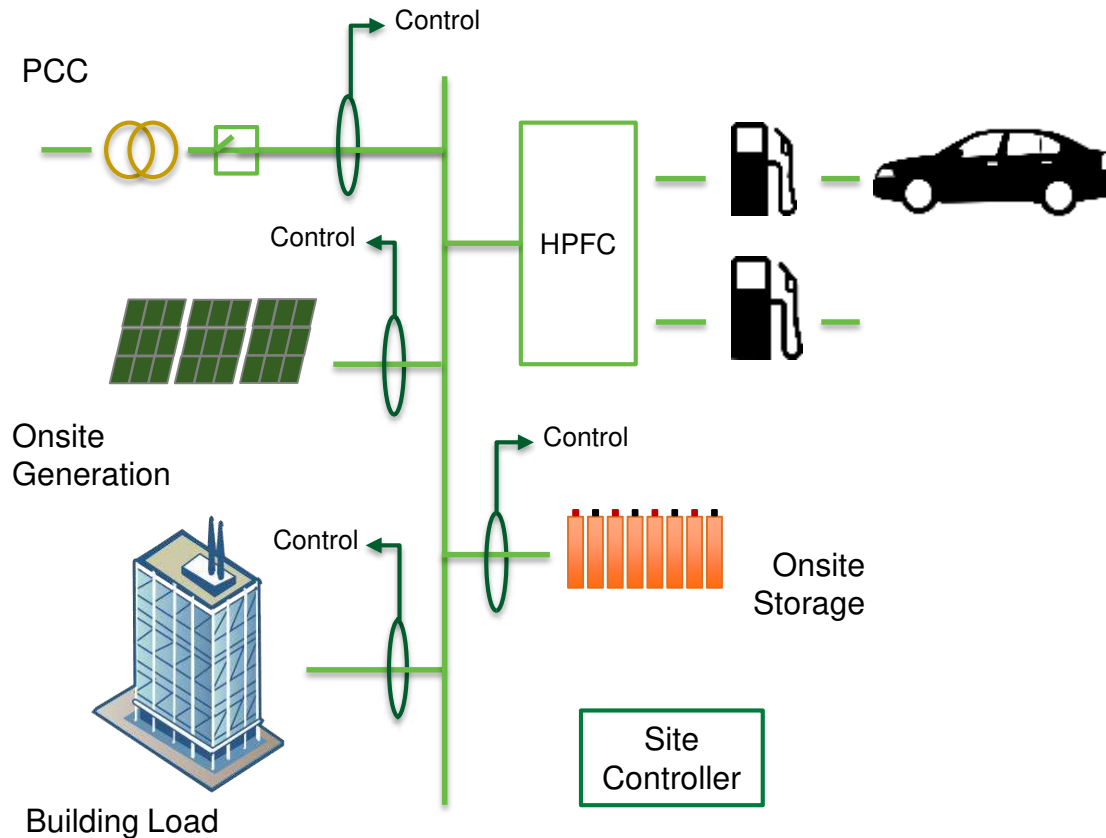 Control
PCC
Control
HPFC
Onsite
Generation
Control
Control
Onsite
Storage
Site
Controller
Building Load